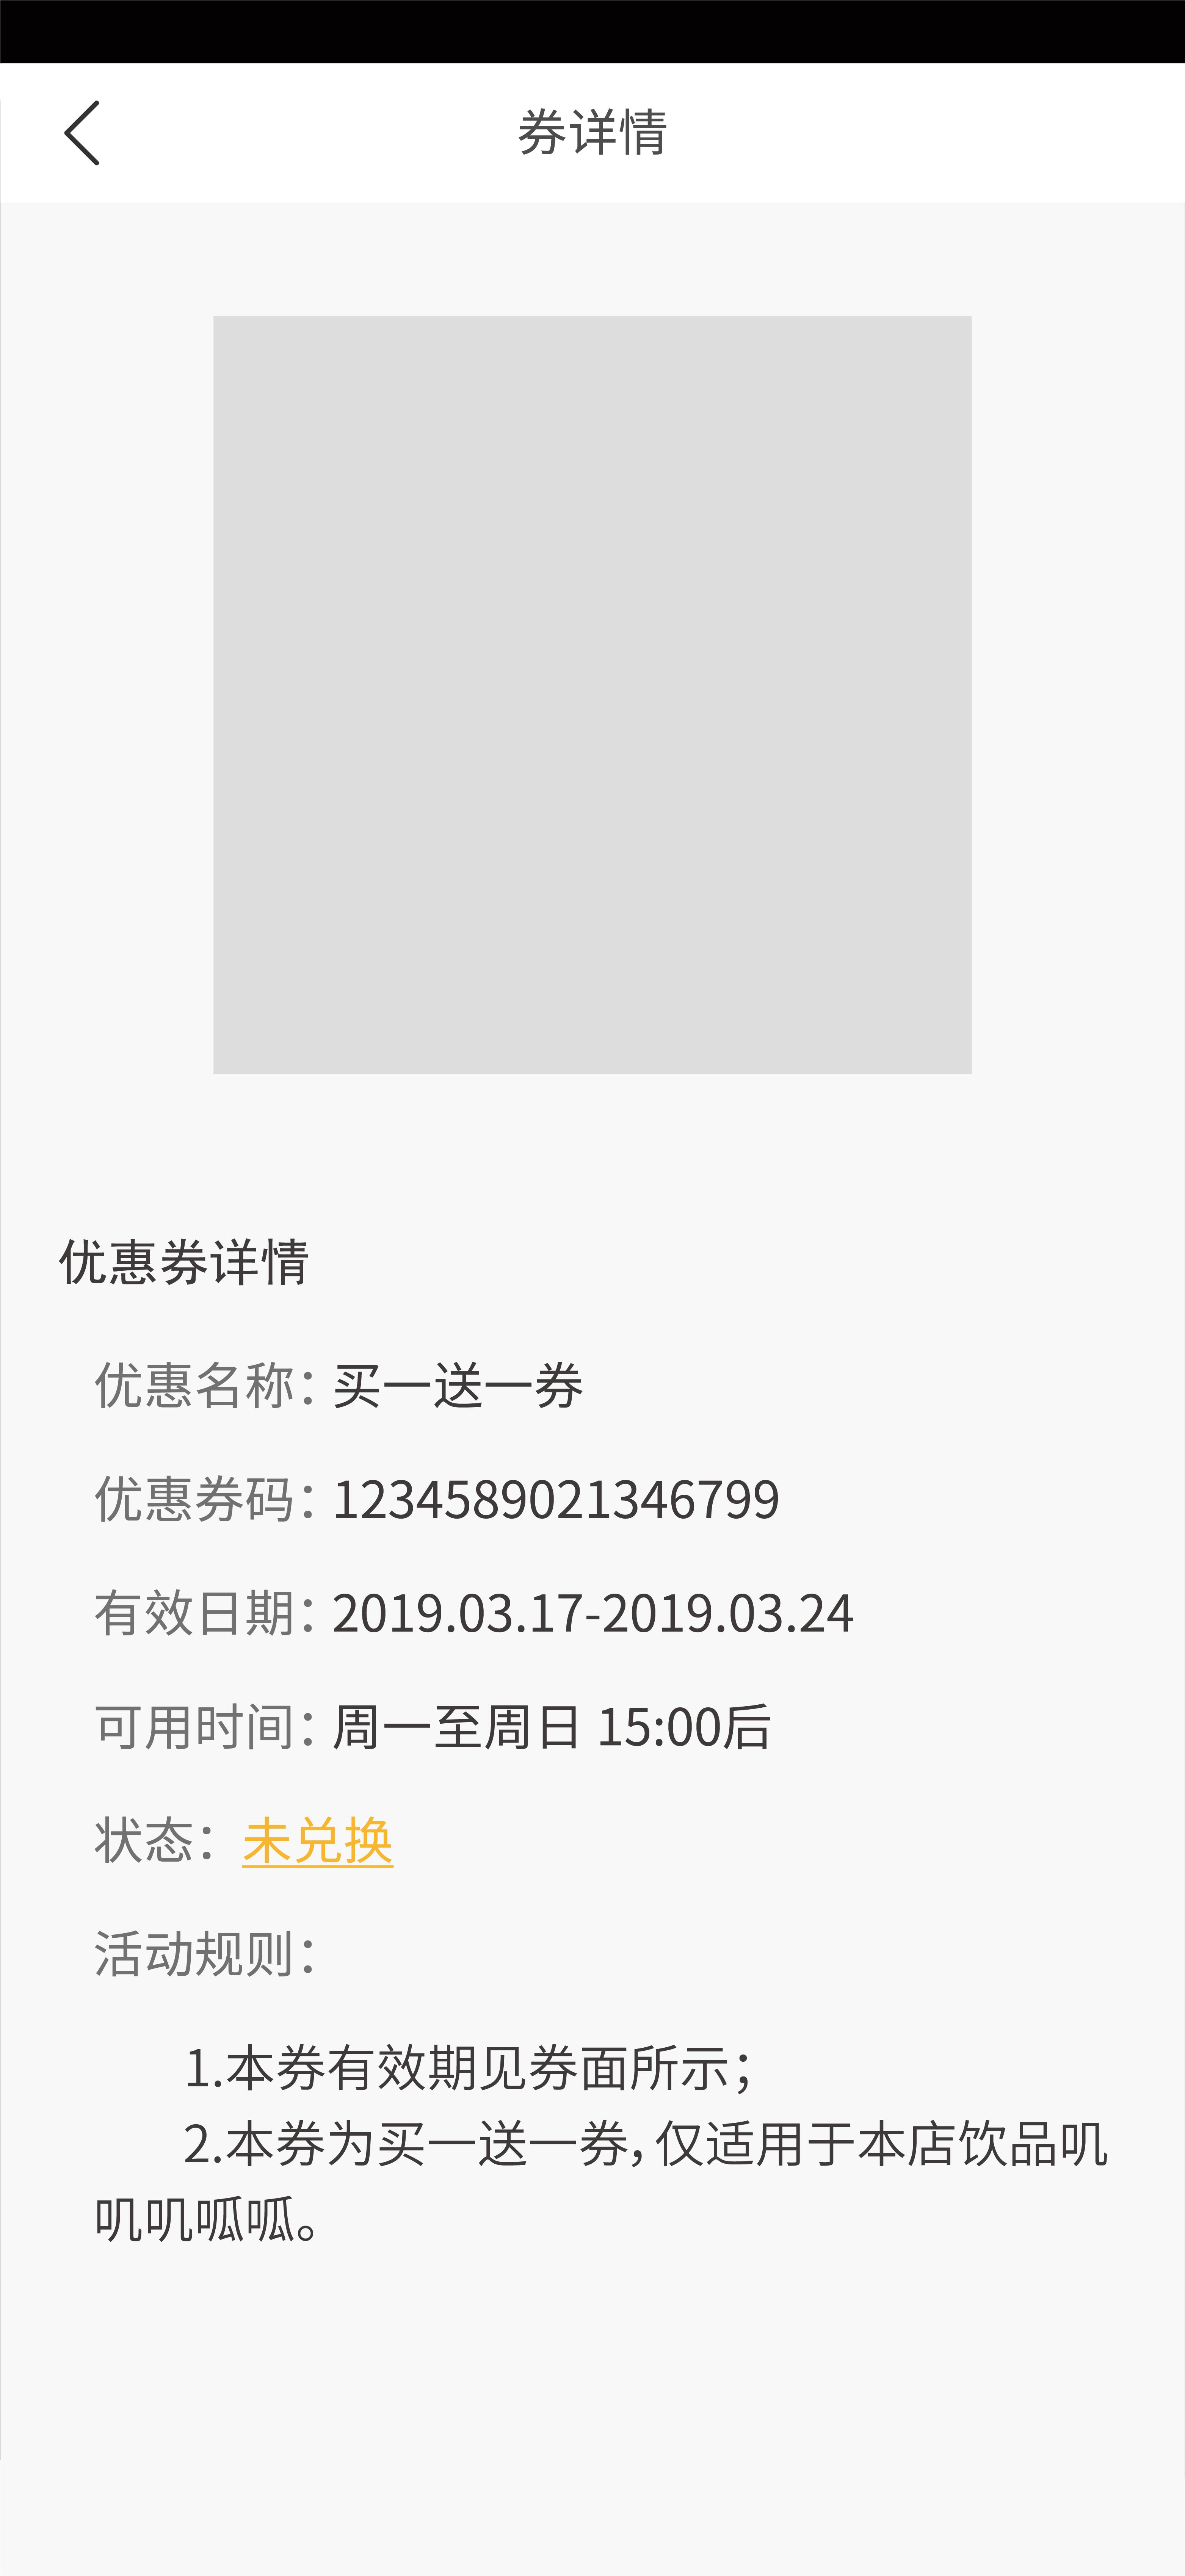 券详情
优惠券详情
优惠名称：买一送一券
优惠券码：1234589021346799
有效日期：2019.03.17-2019.03.24
可用时间：周一至周日 15:00后
状态：未兑换
活动规则：
1.本券有效期见券面所示；
2.本券为买一送一券，仅适用于本店饮品叽
叽叽呱呱。